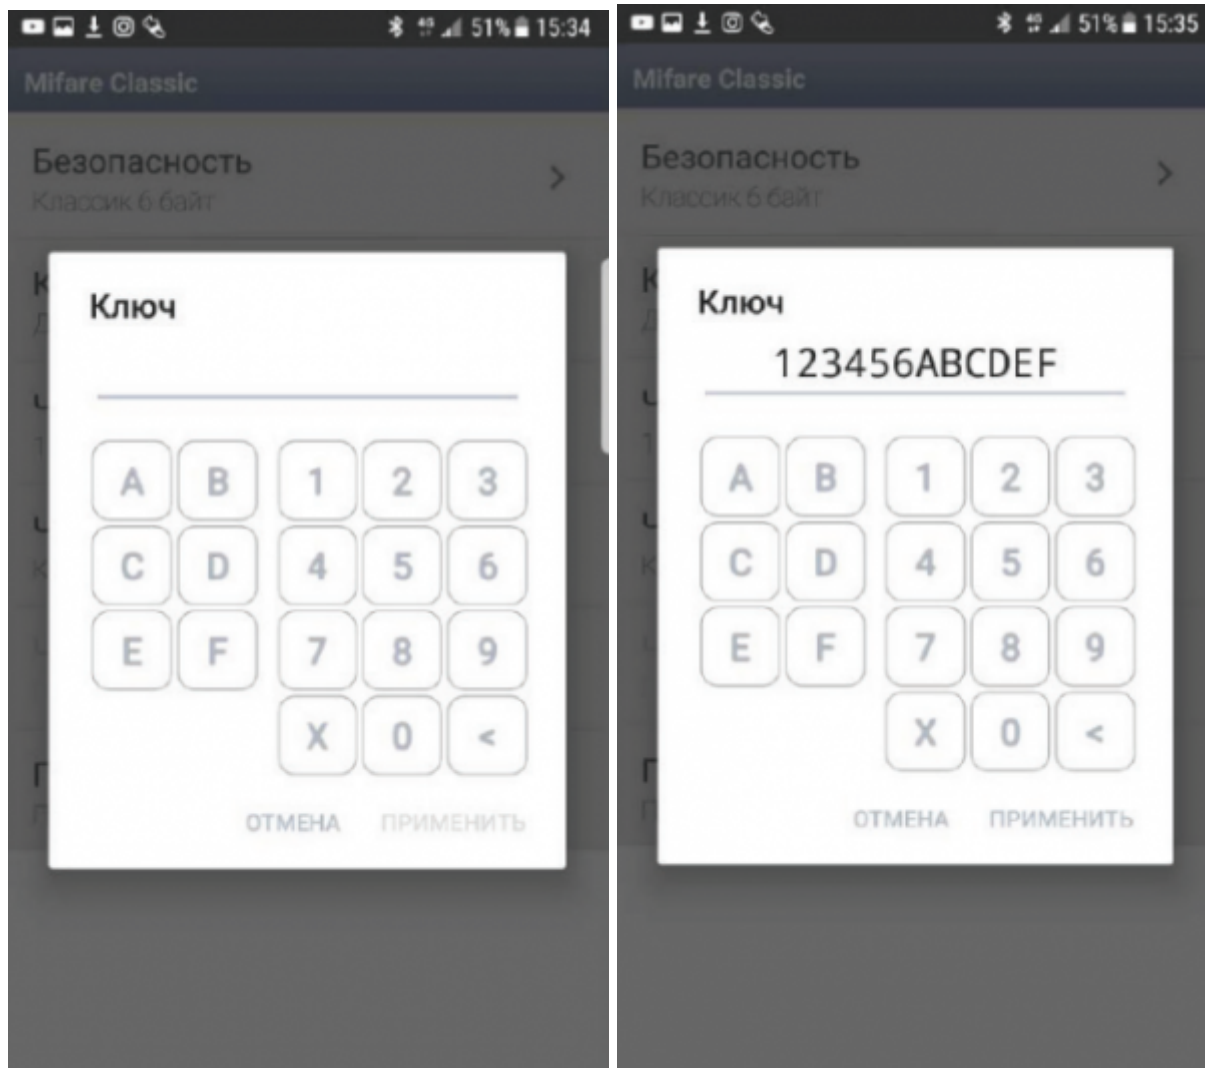 51% 15:34
Mifare Classic
Безопасность
Классик 6 байт
Ключ
A B 1 2 3
C D 4 5 6
E F 7 8 9
X 0 <
ОТМЕНА ПРИМЕНИТЬ
51% 15:35
Mifare Classic
Безопасность
Классик 6 байт
Ключ
123456ABCDEF
A B 1 2 3
C D 4 5 6
E F 7 8 9
X 0 <
ОТМЕНА ПРИМЕНИТЬ